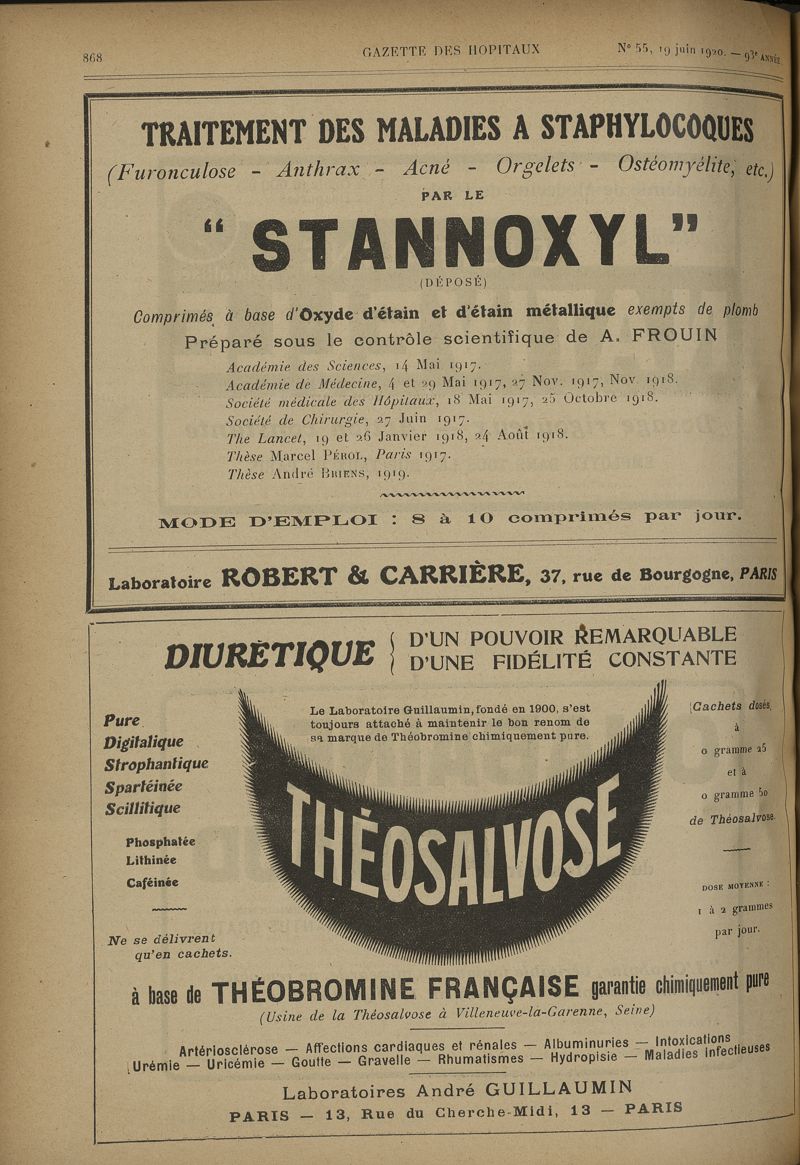 868
GAZETTE DES HOPITAUX
N° 55, 19 juin 1920. — 93e ANNÉE
TRAITEMENT DES MALADIES A STAPHYLOCOQUES
(Furonculose - Anthrax - Acné - Orgelets - Ostéomyélite, etc.)
PAR LE
“ STANNOXYL”
(DÉPOSÉ)
Comprimés à base d'Oxyde d'étain et d'étain métallique exempts de plomb
Préparé sous le contrôle scientifique de A. FROUIN
Académie des Sciences, 14 Mai 1917.
Académie de Médecine, 4 et 29 Mai 1917, 27 Nov. 1917, Nov 1918.
Société médicale des Hôpitaux, 18 Mai 1917, 25 Octobre 1918.
Société de Chirurgie, 27 Juin 1917.
The Lancet, 19 et 26 Janvier 1918, 24 Août 1918.
Thèse Marcel PÉROL, Paris 1917.
Thèse André BRIENS, 1919.
MODE D'EMPLOI : 8 à 10 comprimés par jour.
Laboratoire ROBERT & CARRIÈRE, 37, rue de Bourgogne, PARIS
DIURÉTIQUE
D'UN POUVOIR REMARQUABLE
D'UNE FIDÉLITÉ CONSTANTE
Le Laboratoire Guillaumin, fondé en 1900, s'est
toujours attaché à maintenir le bon renom de
sa marque de Théobromine chimiquement pure.
Pure
Digitalique
Strophantique
Spartéinée
Scillitique
Phosphatée
Lithinée
Caféinée
Ne se délivrent
qu'en cachets.
THÉOSALVOSE
Cachets dosés
à
0 gramme 25
et à
0 gramme 50
de Théosalvose.
DOSE MOYENNE :
1 à 2 grammes
par jour.
à base de THÉOBROMINE FRANÇAISE garantie chimiquement pure
(Usine de la Théosalvose à Villeneuve-la-Garenne, Seine)
Artériosclérose — Affections cardiaques et rénales — Albuminuries — Intoxications
Urémie — Uricémie — Goutte — Gravelle — Rhumatismes — Hydropisie — Maladies Infectieuses
Laboratoires André GUILLAUMIN
PARIS — 13, Rue du Cherche-Midi, 13 — PARIS